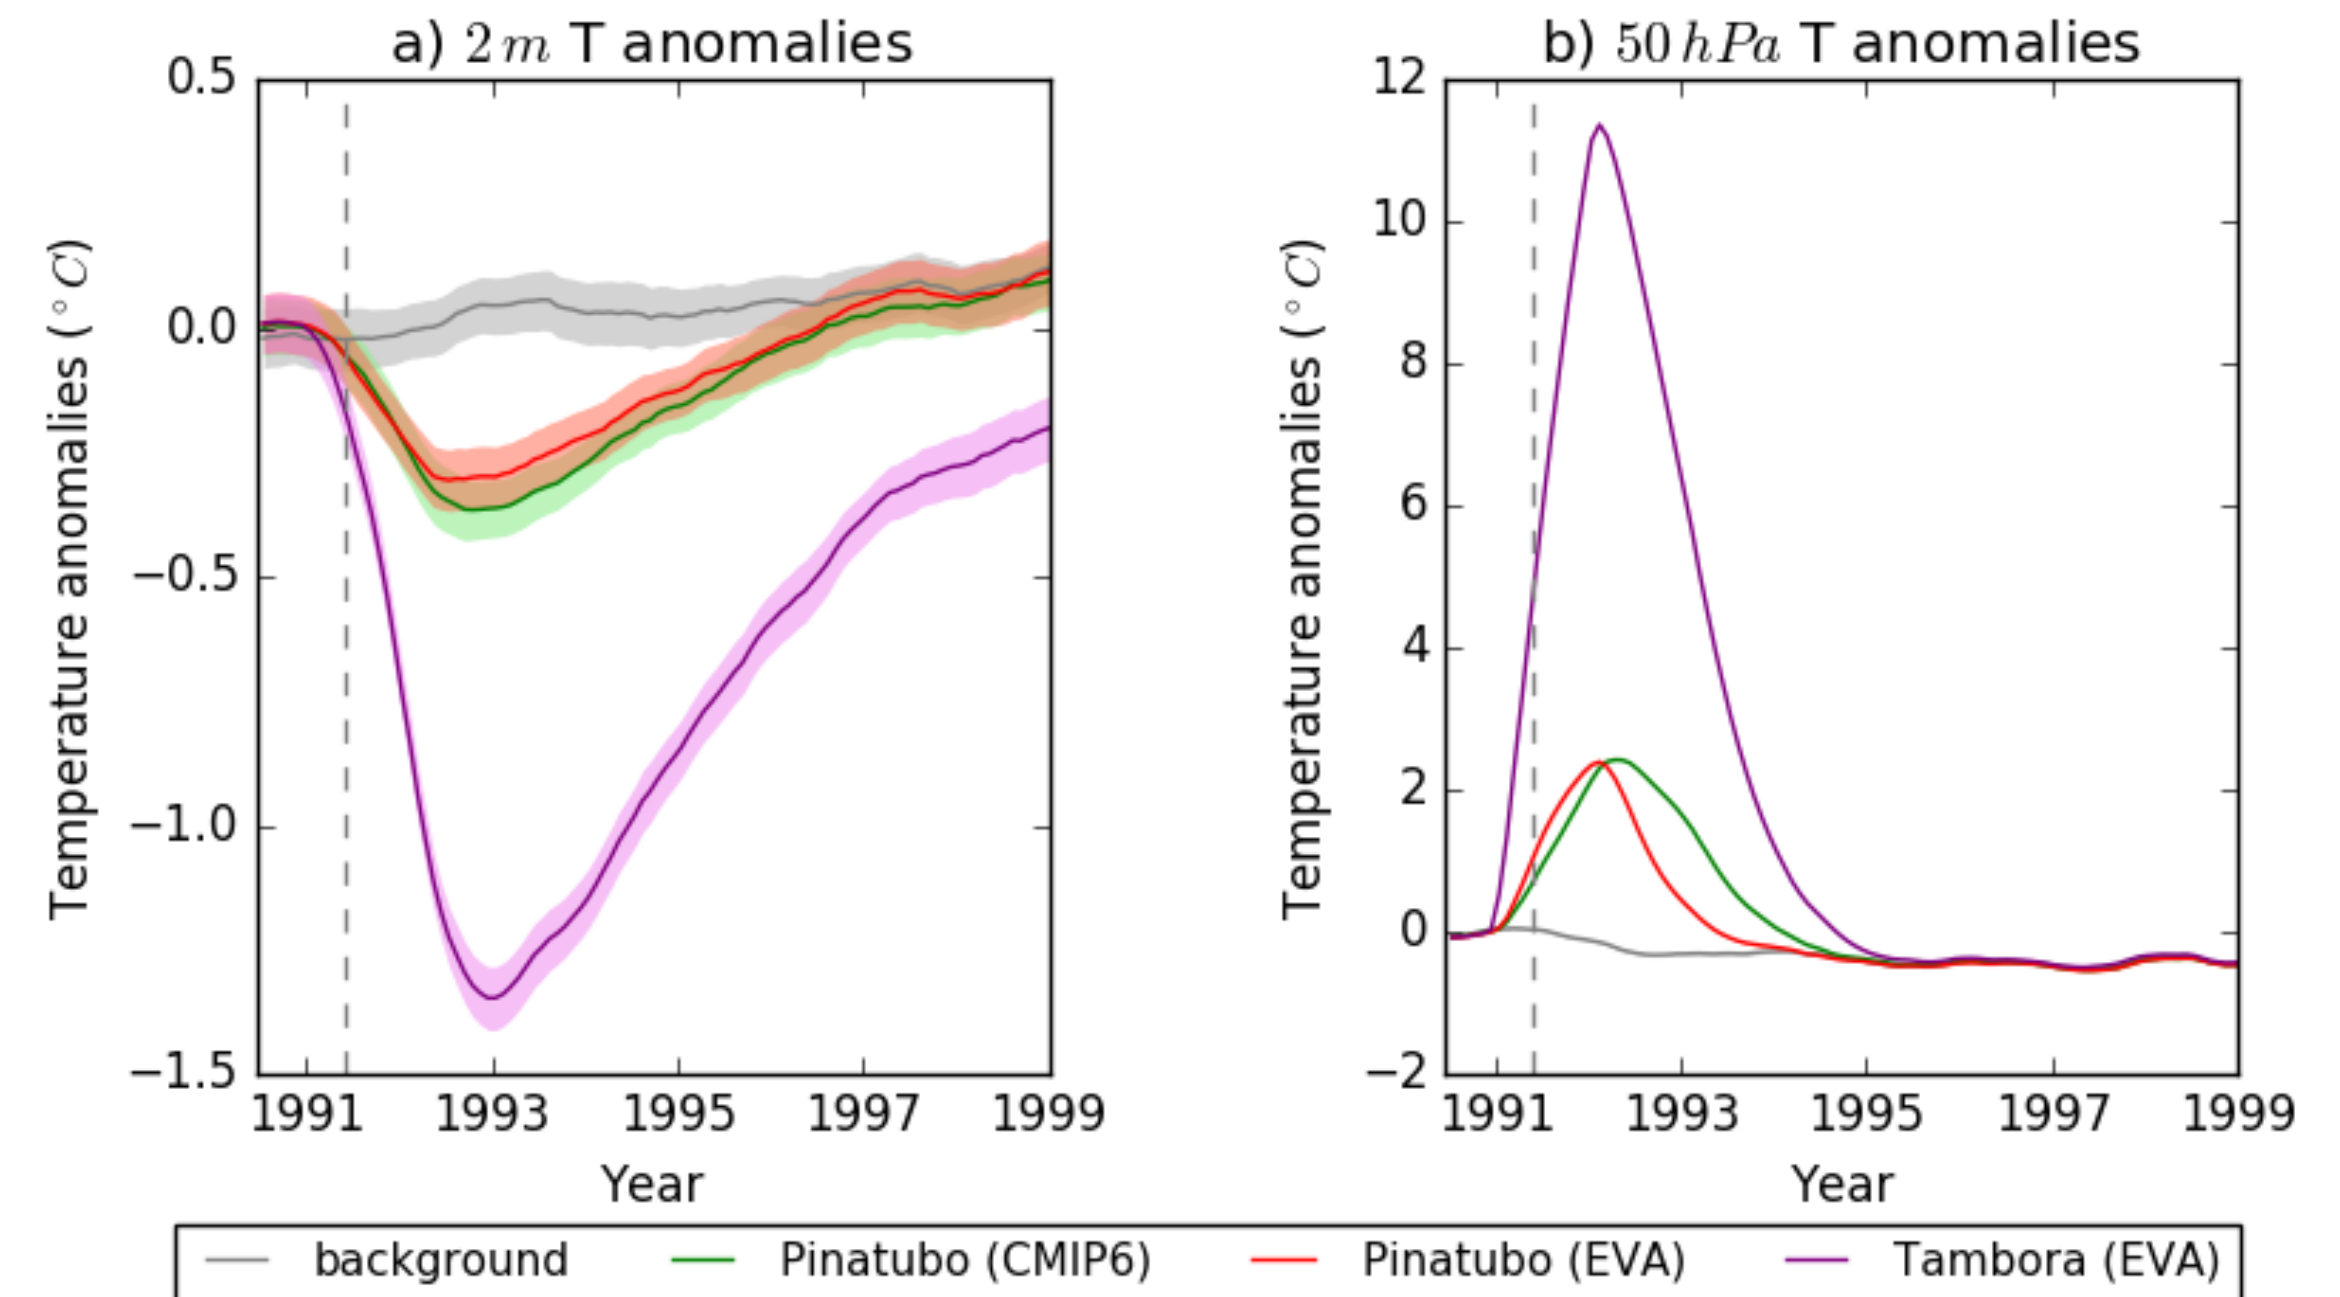 a) 2 m T anomalies
0.5
0.0
−0.5
−1.0
−1.5
Temperature anomalies (°C)
1991 1993 1995 1997 1999
Year
b) 50 hPa T anomalies
12
10
8
6
4
2
0
−2
Temperature anomalies (°C)
1991 1993 1995 1997 1999
Year
background Pinatubo (CMIP6) Pinatubo (EVA) Tambora (EVA)